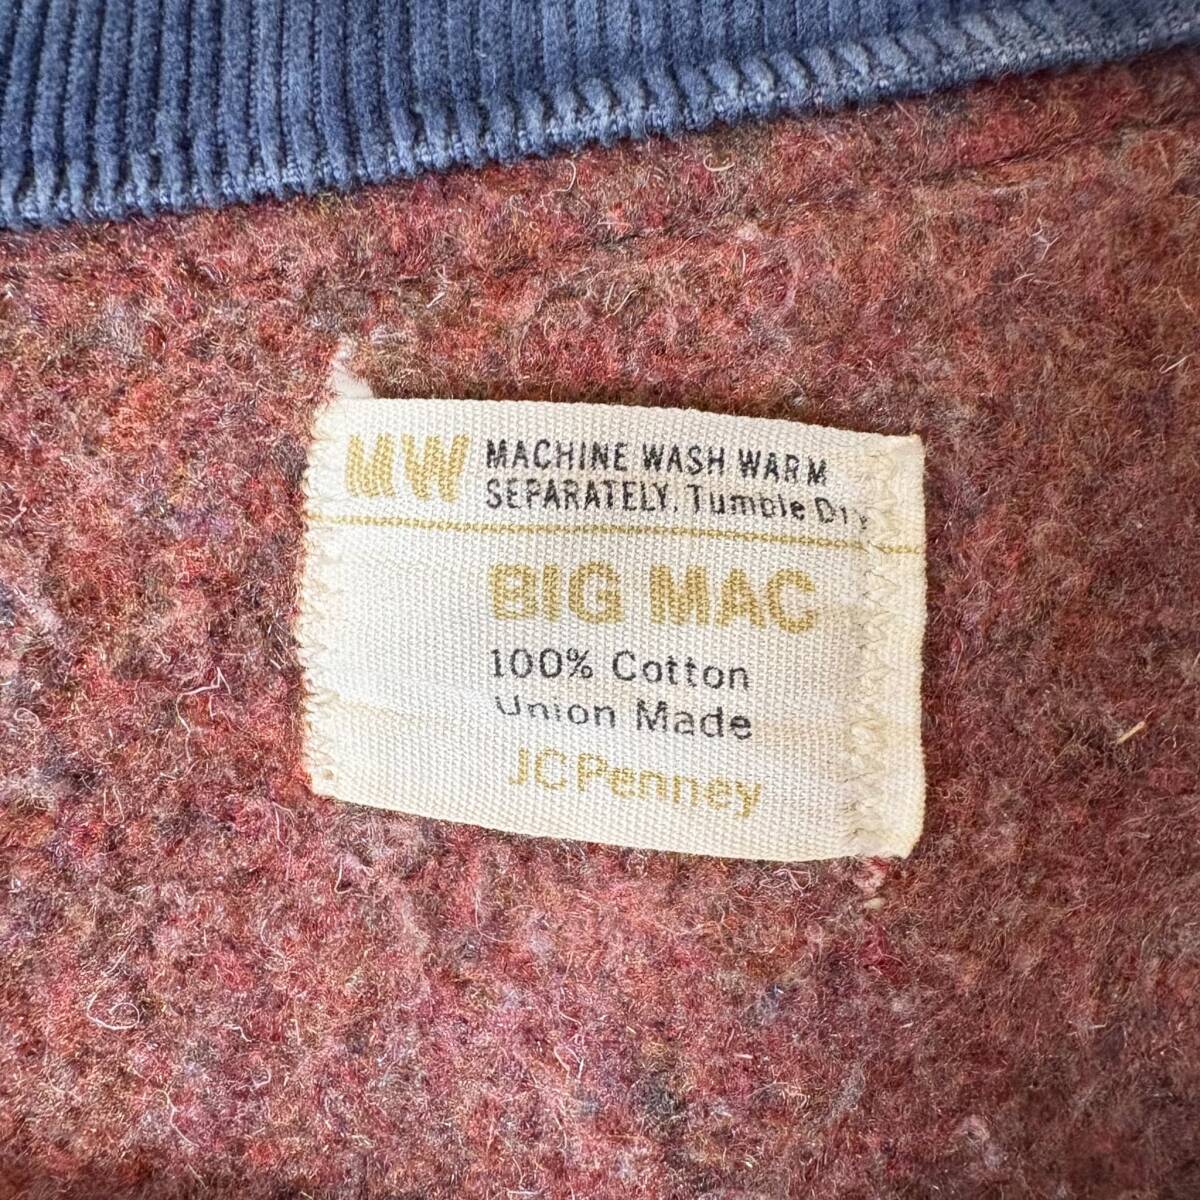 MW MACHINE WASH WARM
SEPARATELY. Tumble Dry
BIG MAC
100% Cotton
Union Made
JCPenney